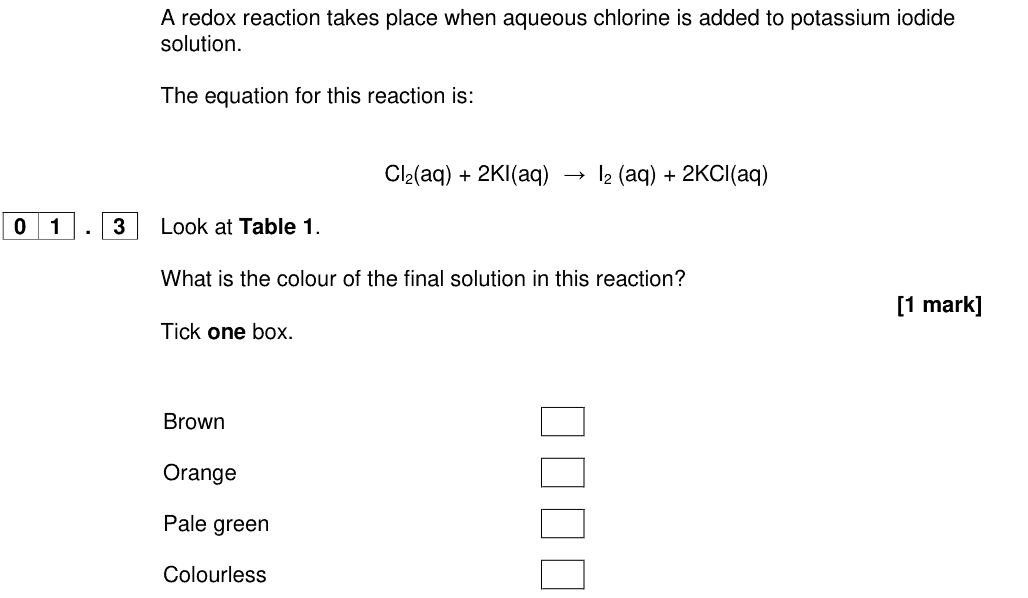 A redox reaction takes place when aqueous chlorine is added to potassium iodide
solution.
The equation for this reaction is:
Cl₂(aq) + 2KI(aq) → I₂ (aq) + 2KCl(aq)
0 1 . 3 Look at Table 1.
What is the colour of the final solution in this reaction?
[1 mark]
Tick one box.
Brown
Orange
Pale green
Colourless